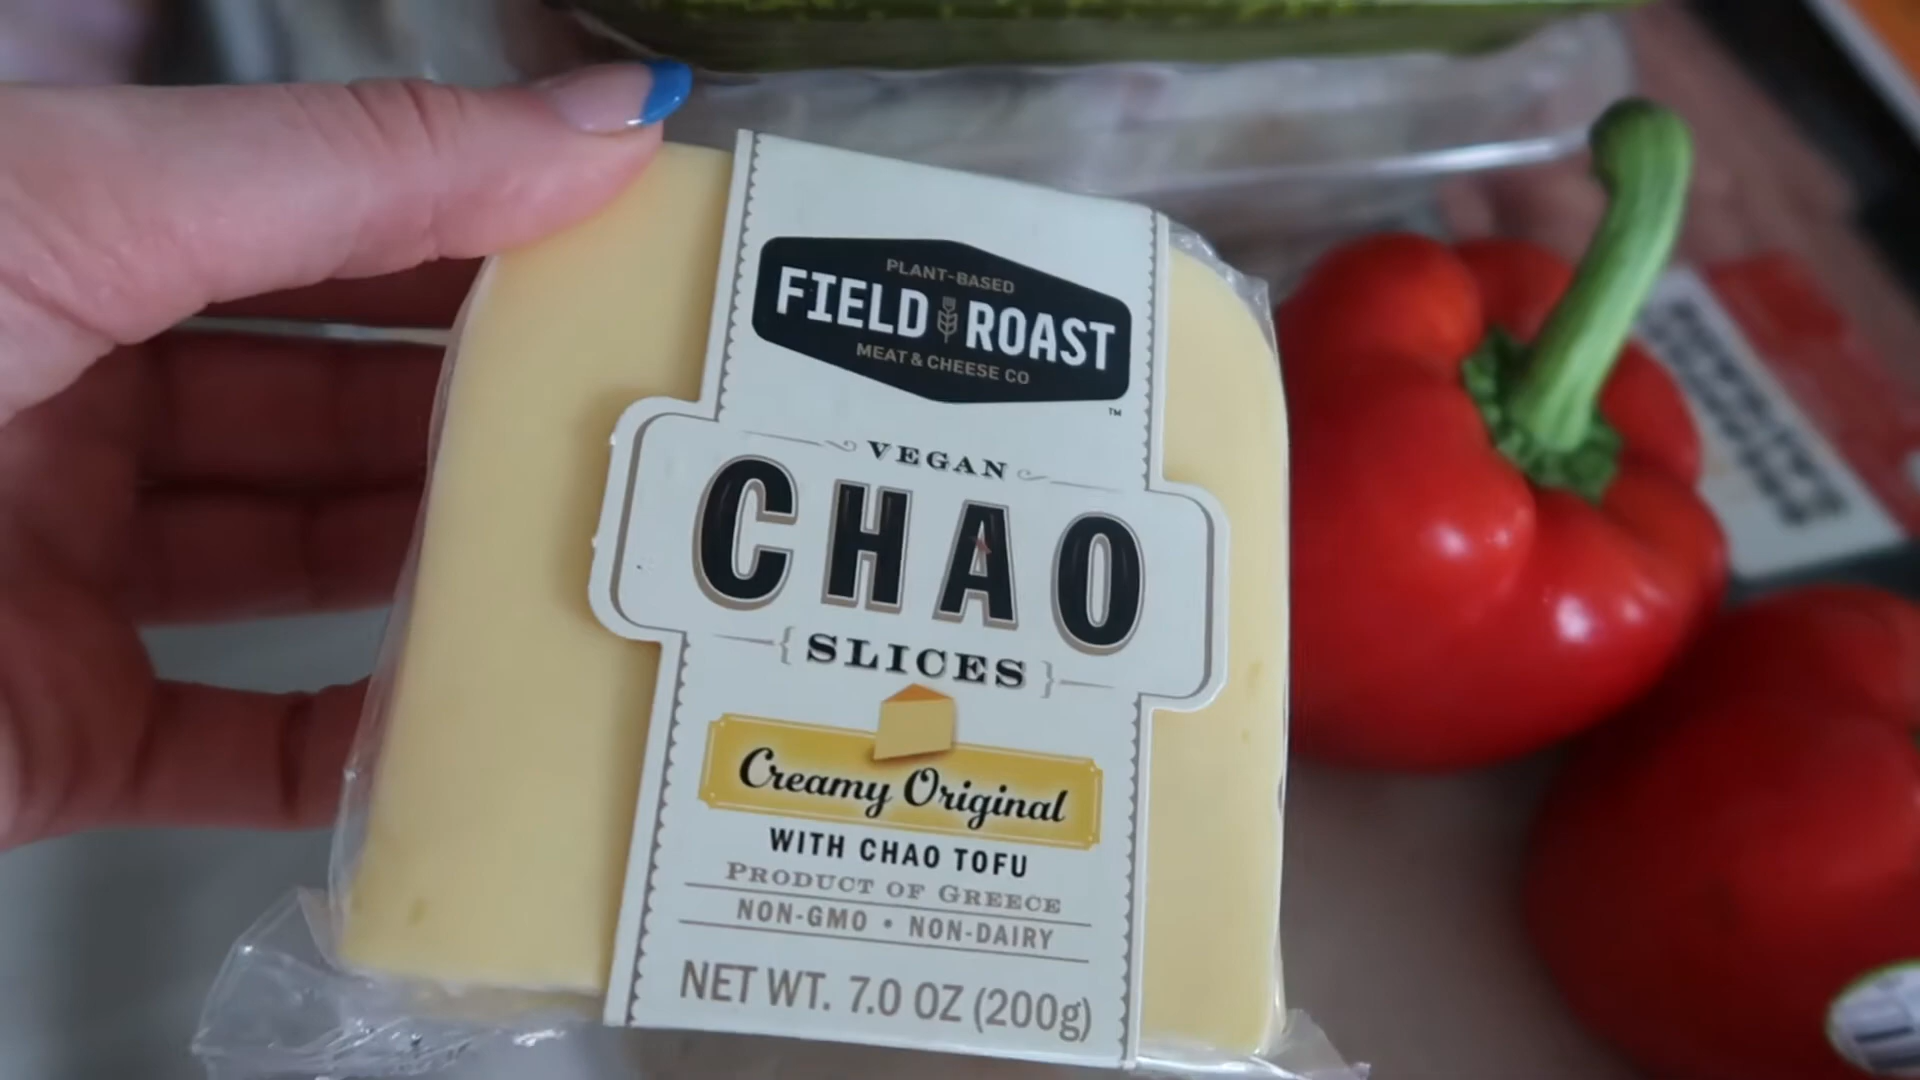 PLANT-BASED
FIELD ROAST
MEAT & CHEESE CO
™
VEGAN
CHAO
{SLICES}
Creamy Original
WITH CHAO TOFU
PRODUCT OF GREECE
NON-GMO • NON-DAIRY
NET WT. 7.0 OZ (200g)